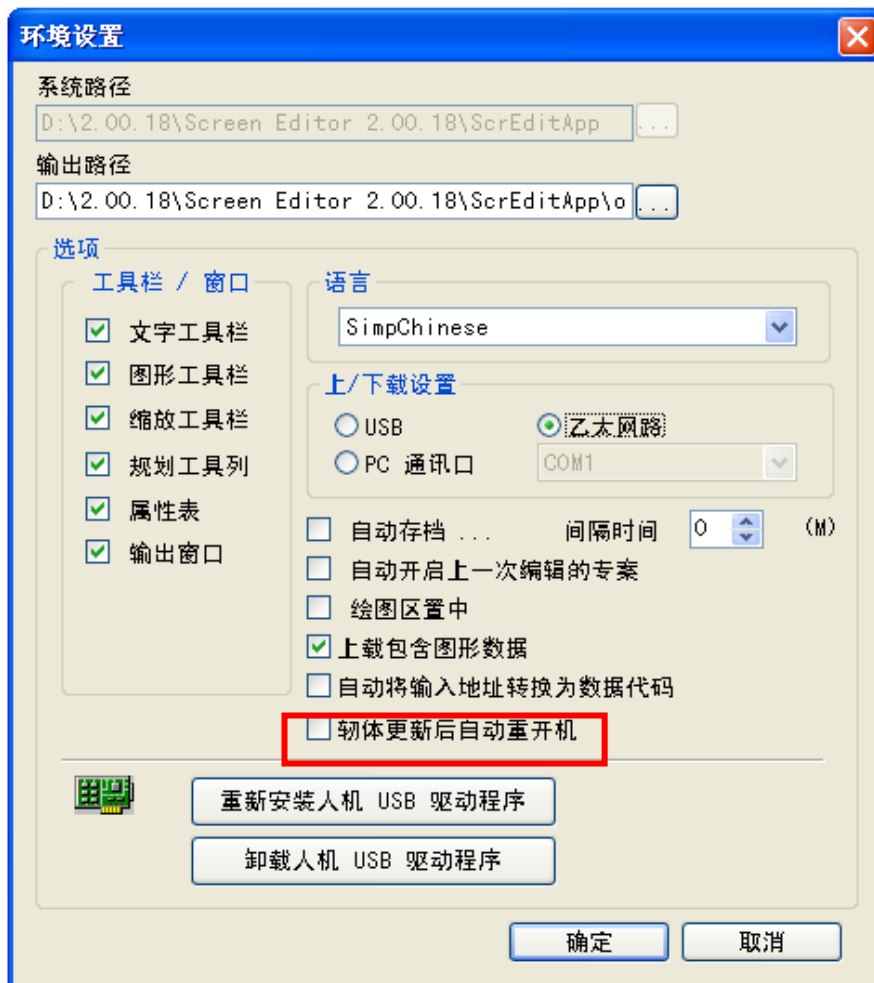 环境设置
系统路径
D:\2.00.18\Screen Editor 2.00.18\ScrEditApp
...
输出路径
D:\2.00.18\Screen Editor 2.00.18\ScrEditApp\o
...
选项
工具栏 / 窗口
文字工具栏
图形工具栏
缩放工具栏
规划工具列
属性表
输出窗口
语言
SimpChinese
上/下载设置
USB
乙太网路
PC 通讯口
COM1
自动存档 ... 间隔时间 0 (M)
自动开启上一次编辑的专案
绘图区置中
上载包含图形数据
自动将输入地址转换为数据代码
轫体更新后自动重开机
重新安装人机 USB 驱动程序
卸载人机 USB 驱动程序
确定 取消